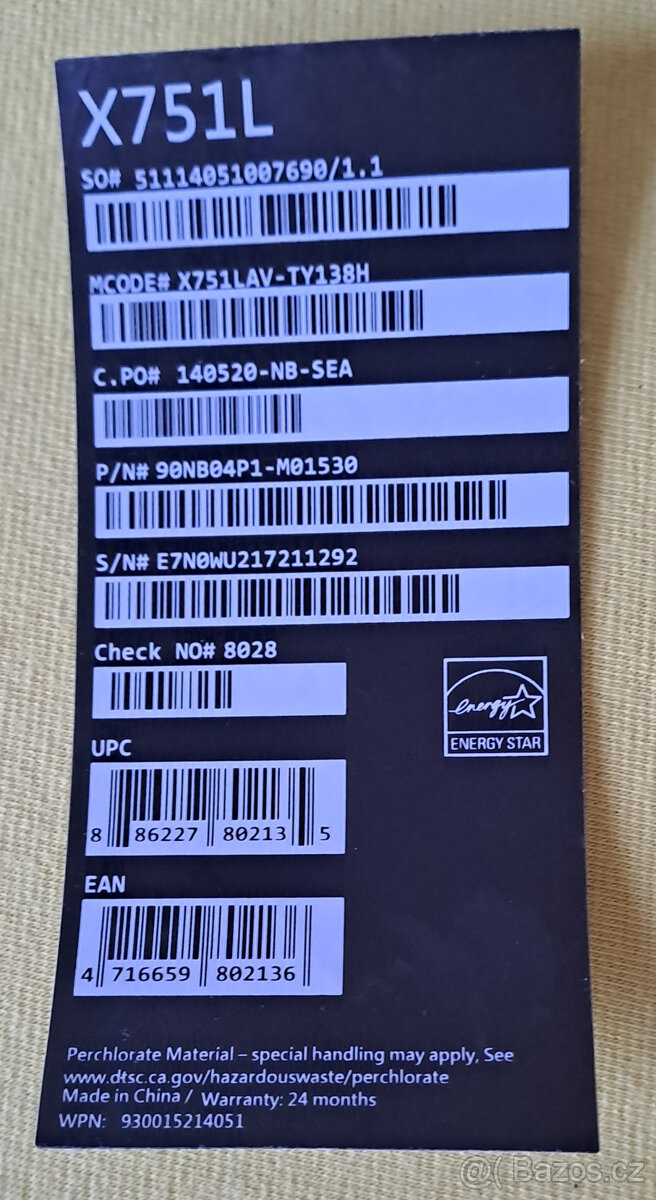 X751L
SO# 51114051007690/1.1
MCODE# X751LAV-TY138H
C.PO# 140520-NB-SEA
P/N# 90NB04P1-M01530
S/N# E7N0WU217211292
Check NO# 8028
energy
ENERGY STAR
UPC
8 86227 80213 5
EAN
4 716659 802136
Perchlorate Material – special handling may apply, See
www.dtsc.ca.gov/hazardouswaste/perchlorate
Made in China / Warranty: 24 months
WPN: 930015214051
@( Bazos.cz